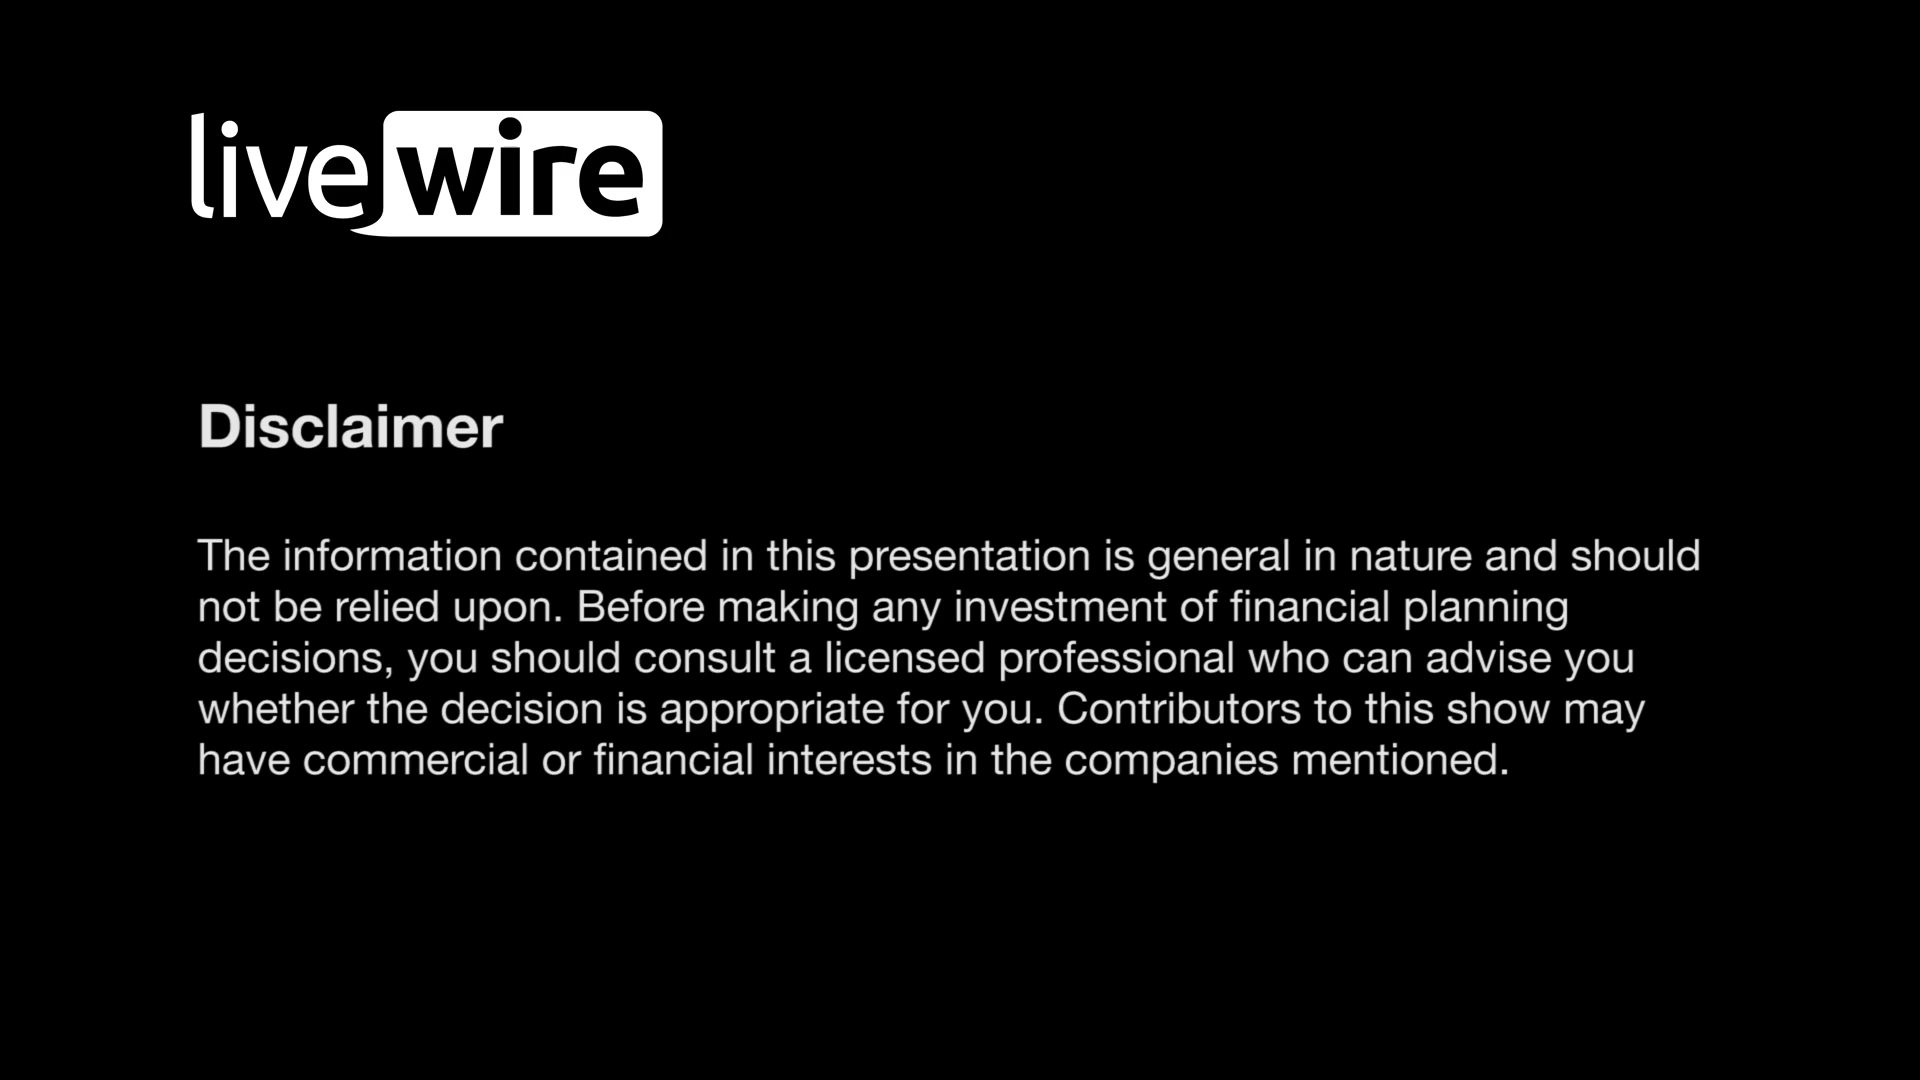 livewire
Disclaimer
The information contained in this presentation is general in nature and should
not be relied upon. Before making any investment of financial planning
decisions, you should consult a licensed professional who can advise you
whether the decision is appropriate for you. Contributors to this show may
have commercial or financial interests in the companies mentioned.